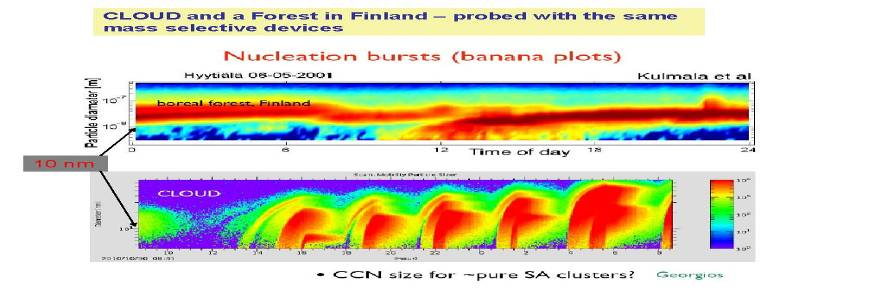 CLOUD and a Forest in Finland – probed with the same
mass selective devices
Nucleation bursts (banana plots)
Hyytiälä 06-05-2001
Kulmala et al
Particle diameter [m]
boreal forest, Finland
10⁻⁷
10⁻⁸
0 6 12 18 24
Time of day
10 nm
CLOUD
• CCN size for ~pure SA clusters?
Georgios